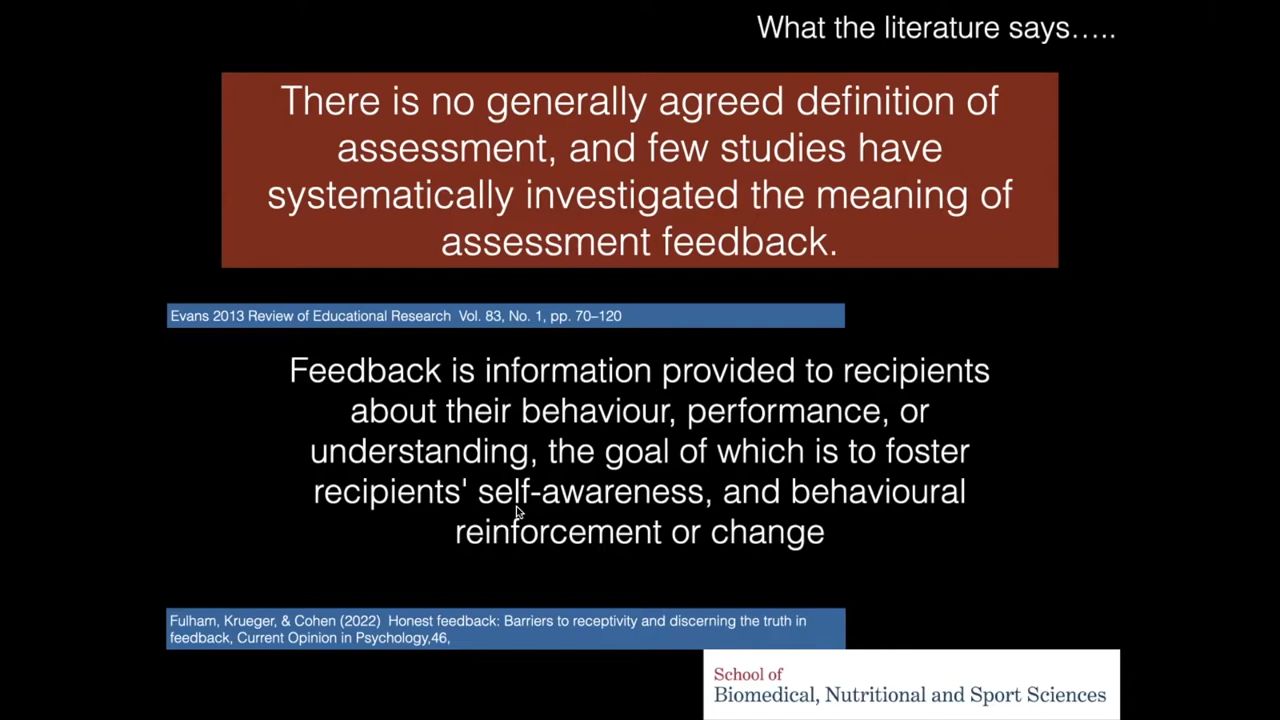 What the literature says…..
There is no generally agreed definition of
assessment, and few studies have
systematically investigated the meaning of
assessment feedback.
Evans 2013 Review of Educational Research  Vol. 83, No. 1, pp. 70–120
Feedback is information provided to recipients
about their behaviour, performance, or
understanding, the goal of which is to foster
recipients' self-awareness, and behavioural
reinforcement or change
Fulham, Krueger, & Cohen (2022)  Honest feedback: Barriers to receptivity and discerning the truth in
feedback, Current Opinion in Psychology,46,
School of
Biomedical, Nutritional and Sport Sciences